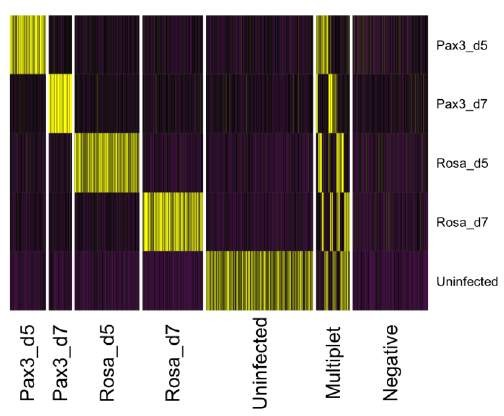 Pax3_d5
Pax3_d7
Rosa_d5
Rosa_d7
Uninfected
Pax3_d5
Pax3_d7
Rosa_d5
Rosa_d7
Uninfected
Multiplet
Negative